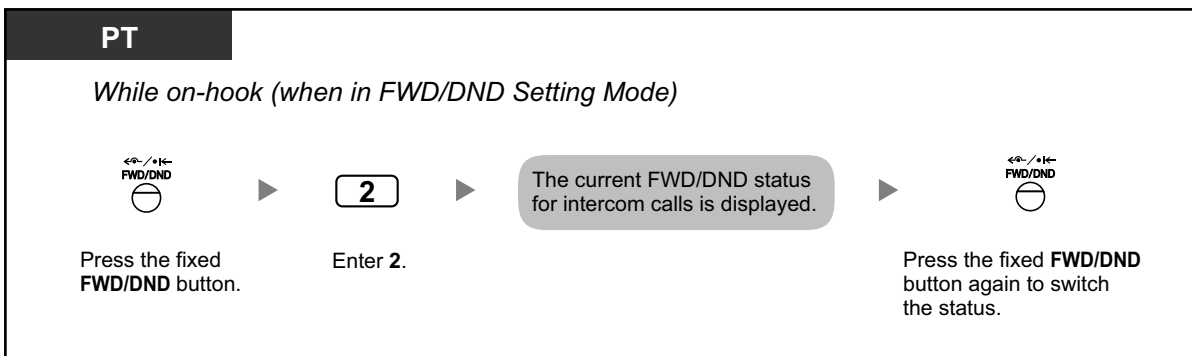 PT
While on-hook (when in FWD/DND Setting Mode)
FWD/DND
Press the fixed
FWD/DND button.
2
Enter 2.
The current FWD/DND status
for intercom calls is displayed.
FWD/DND
Press the fixed FWD/DND
button again to switch
the status.